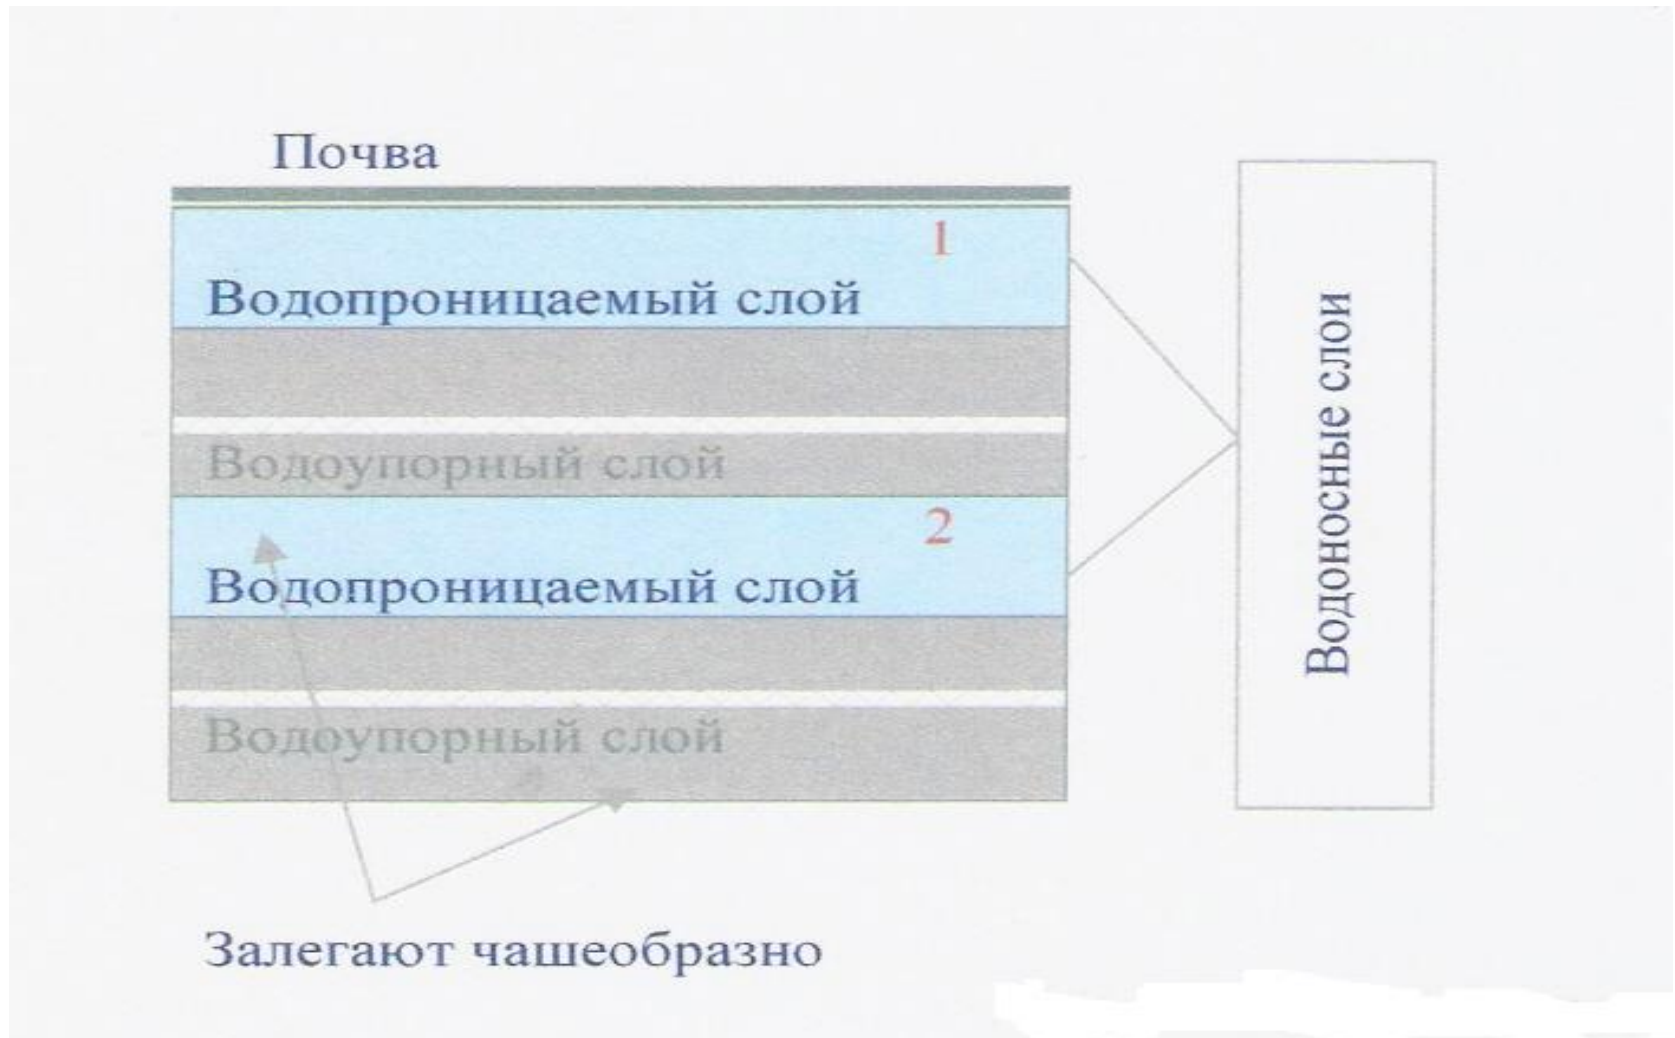 Почва
1
Водопроницаемый слой
Водоупорный слой
2
Водопроницаемый слой
Водоупорный слой
Залегают чашеобразно
Водоносные слои